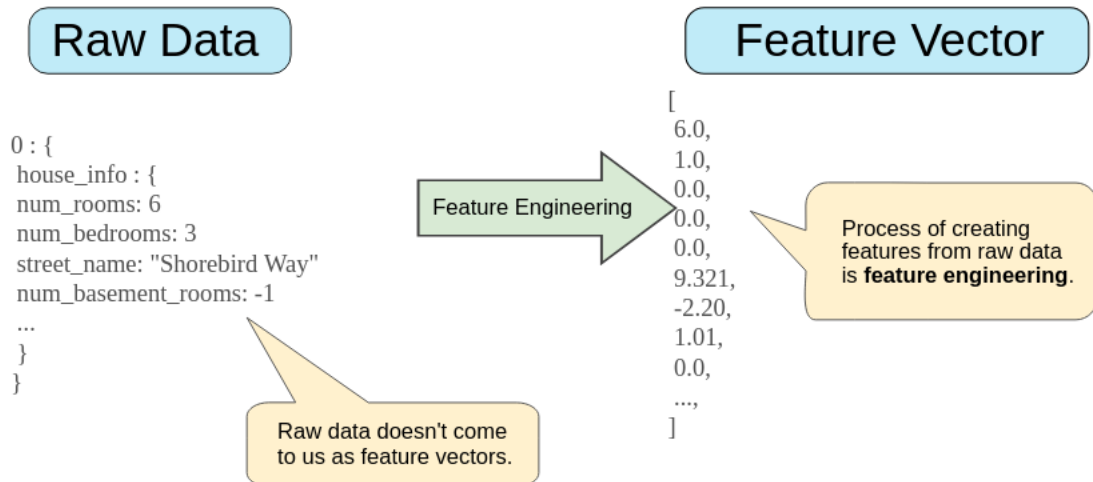 Raw Data
Feature Vector
0 : {
house_info : {
num_rooms: 6
num_bedrooms: 3
street_name: "Shorebird Way"
num_basement_rooms: -1
...
}
}
Raw data doesn't come
to us as feature vectors.
Feature Engineering
[
6.0,
1.0,
0.0,
0.0,
0.0,
9.321,
-2.20,
1.01,
0.0,
...,
]
Process of creating
features from raw data
is feature engineering.